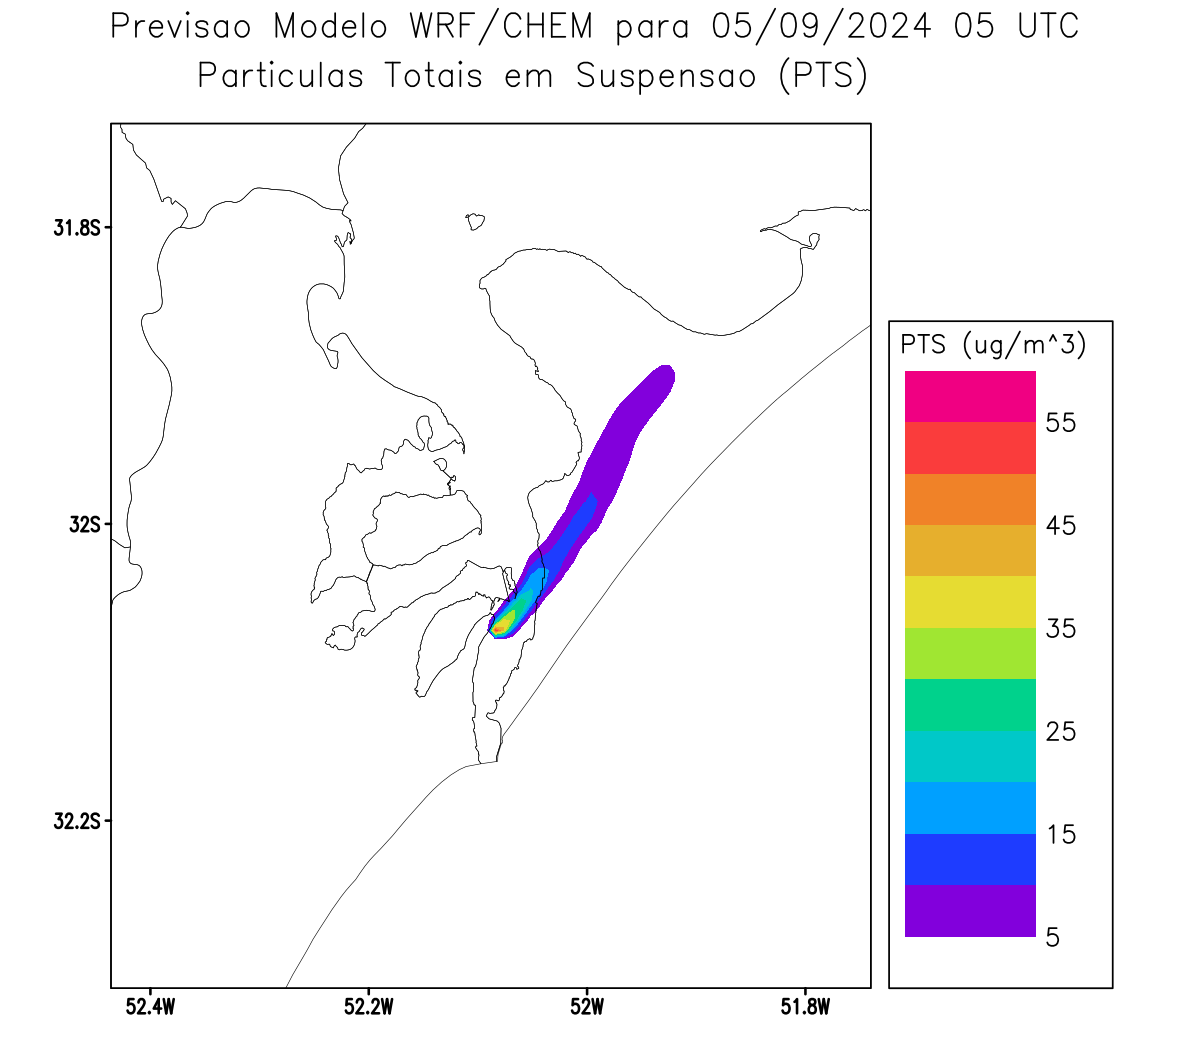 Previsao Modelo WRF/CHEM para 05/09/2024 05 UTC
Particulas Totais em Suspensao (PTS)
31.8S
32S
32.2S
52.4W
52.2W
52W
51.8W
PTS (ug/m^3)
55
45
35
25
15
5